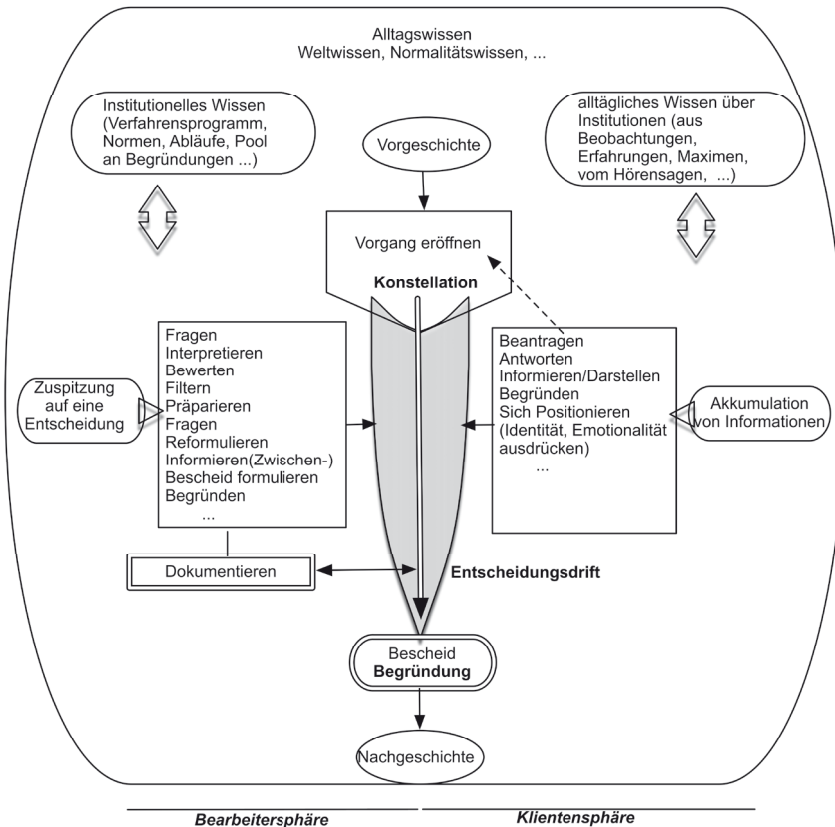 Alltagswissen
Weltwissen, Normalitätswissen, ...
Institutionelles Wissen
(Verfahrensprogramm,
Normen, Abläufe, Pool
an Begründungen ...)
Vorgeschichte
alltägliches Wissen über
Institutionen (aus
Beobachtungen,
Erfahrungen, Maximen,
vom Hörensagen, ...)
Vorgang eröffnen
Konstellation
Zuspitzung
auf eine
Entscheidung
Fragen
Interpretieren
Bewerten
Filtern
Präparieren
Fragen
Reformulieren
Informieren(Zwischen-)
Bescheid formulieren
Begründen
...
Beantragen
Antworten
Informieren/Darstellen
Begründen
Sich Positionieren
(Identität, Emotionalität
ausdrücken)
...
Akkumulation
von Informationen
Dokumentieren
Entscheidungsdrift
Bescheid
Begründung
Nachgeschichte
Bearbeitersphäre
Klientensphäre